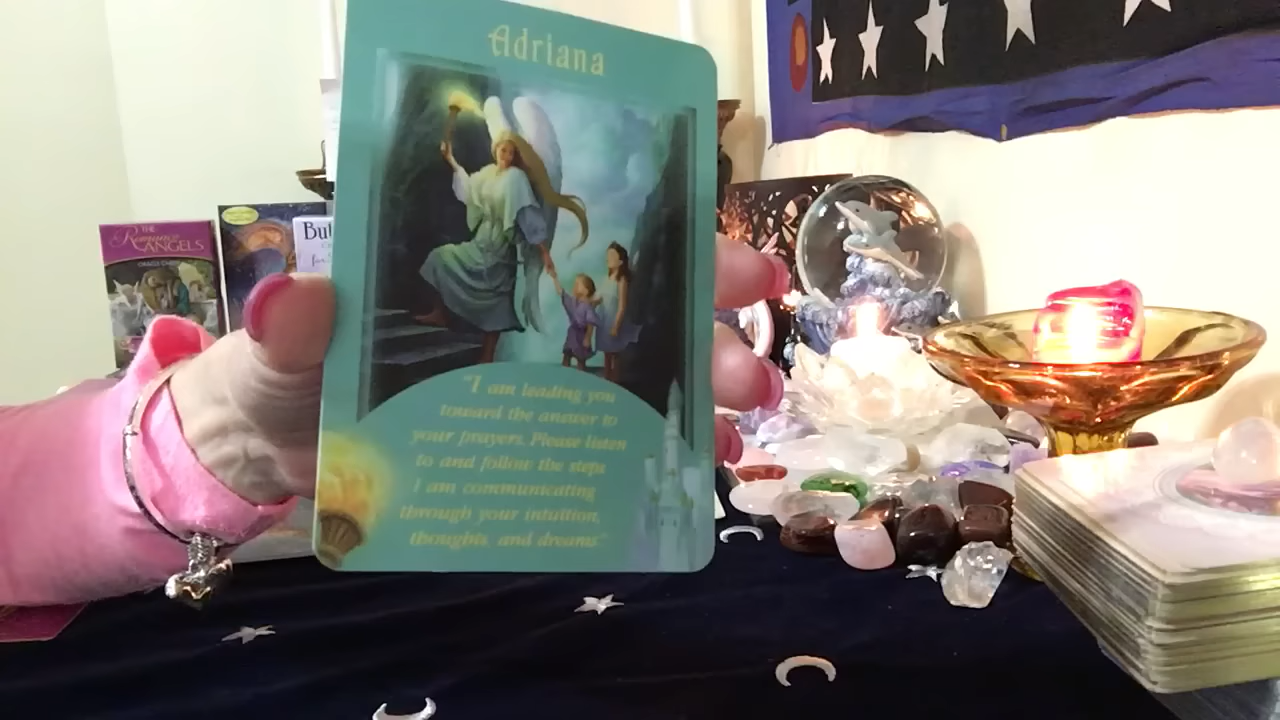 Adriana
"I am leading you
toward the answer to
your prayers. Please listen
to and follow the steps
I am communicating
through your intuition,
thoughts, and dreams."
THE
ANGELS